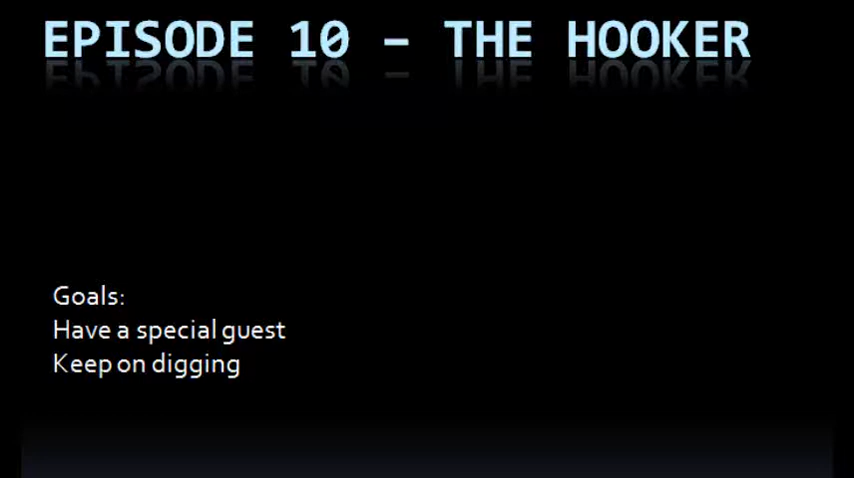 EPISODE 10 – THE HOOKER
Goals:
Have a special guest
Keep on digging